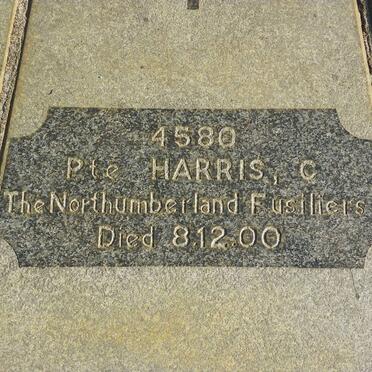 4580
Pte HARRIS, C
The Northumberland Fusiliers
Died 8.12.00